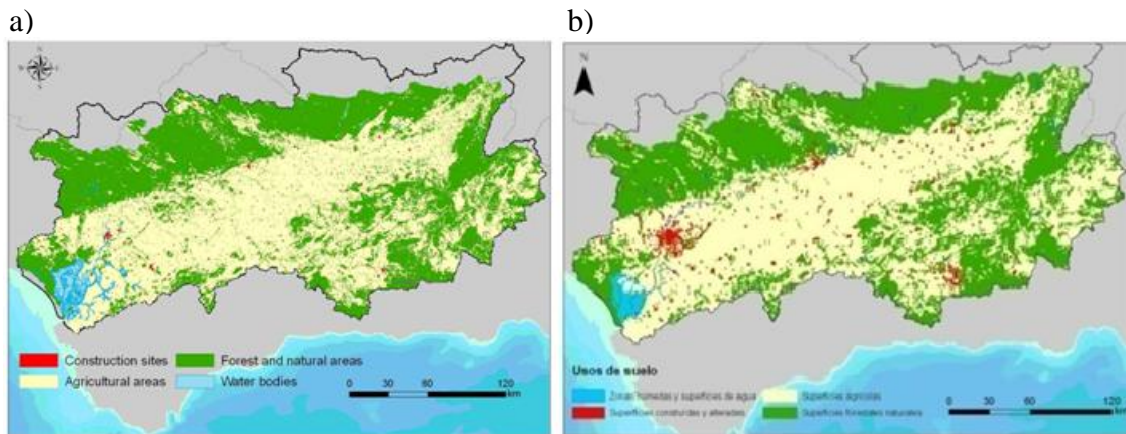 a)
b)
N
W
E
S
N
Construction sites
Forest and natural areas
Agricultural areas
Water bodies
0 30 60 120
km
Usos de suelo
Zonas húmedas y superficies de agua
Superficies agrícolas
Superficies construidas y alteradas
Superficies forestales naturales
0 30 60 120
km